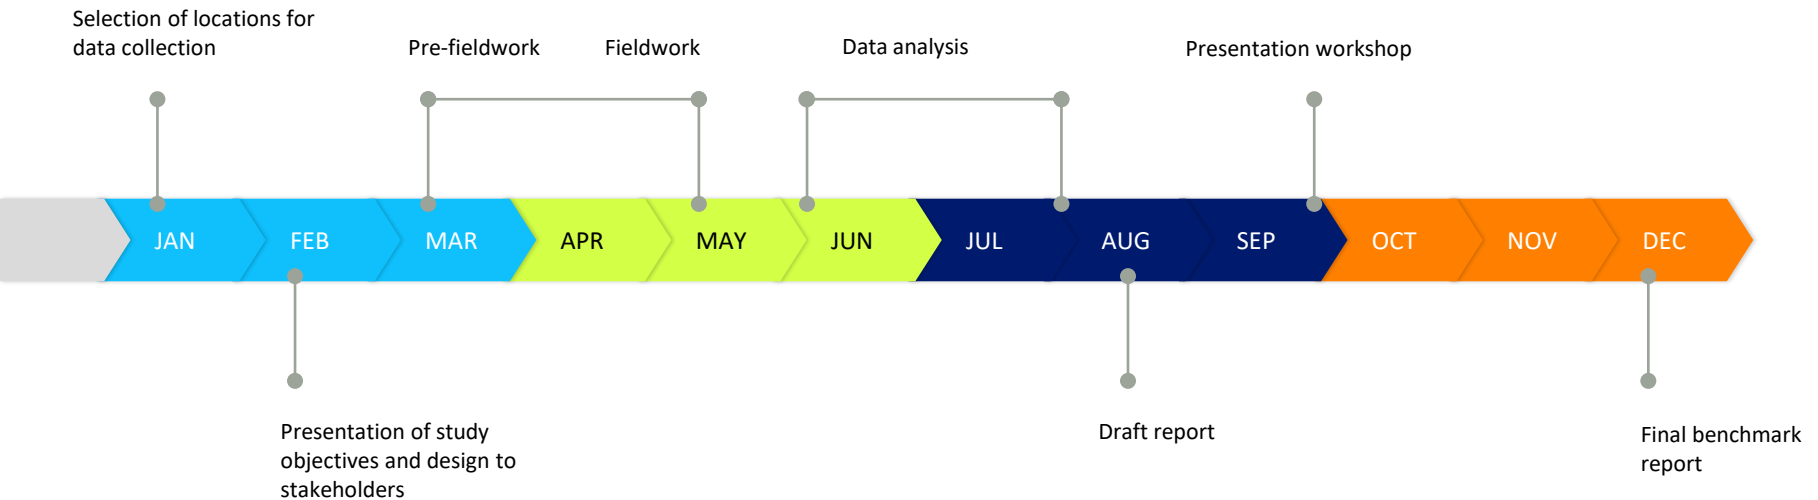 Selection of locations for
data collection
Pre-fieldwork
Fieldwork
Data analysis
Presentation workshop
JAN
FEB
MAR
APR
MAY
JUN
JUL
AUG
SEP
OCT
NOV
DEC
Presentation of study
objectives and design to
stakeholders
Draft report
Final benchmark
report